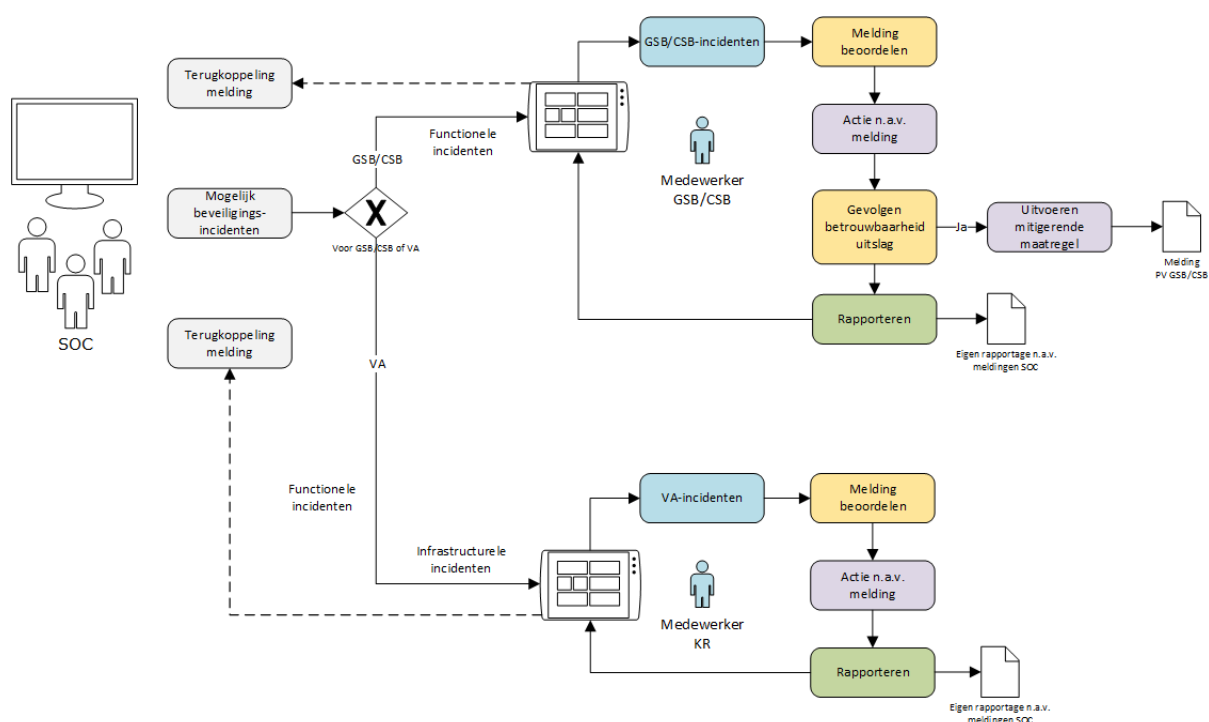 GSB/CSB-incidenten
Melding
beoordelen
Terugkoppeling
melding
Functionele
incidenten
GSB/CSB
Actie n.a.v.
melding
Medewerker
GSB/CSB
Mogelijk
beveiligings-
incidenten
X
Voor GSB/CSB of VA
Gevolgen
betrouwbaarheid
uitslag
Ja
Uitvoeren
mitigerende
maatregel
Melding
PV GSB/CSB
SOC
Terugkoppeling
melding
Rapporteren
Eigen rapportage n.a.v.
meldingen SOC
VA
Functionele
incidenten
VA-incidenten
Melding
beoordelen
Infrastructurele
incidenten
Actie n.a.v.
melding
Medewerker
KR
Rapporteren
Eigen rapportage n.a.v.
meldingen SOC